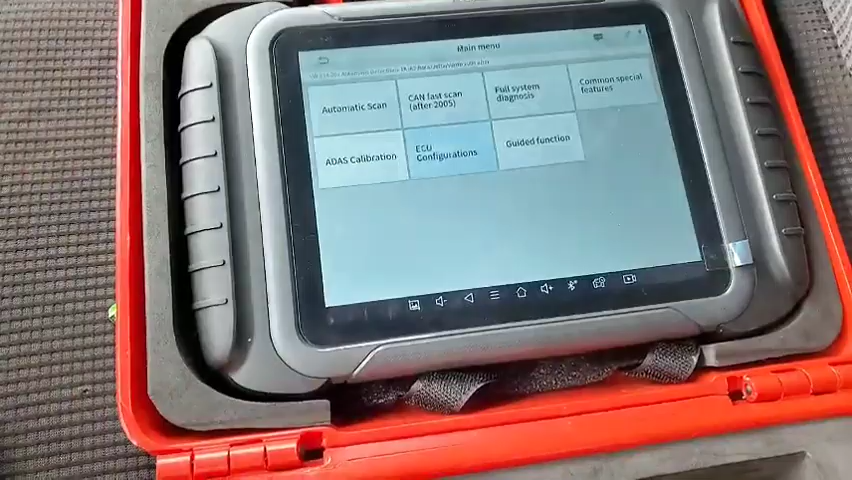 Main menu
Automatic Scan
CAN fast scan
(after 2005)
Full system
diagnosis
Common special
features
ADAS Calibration
ECU
Configurations
Guided function